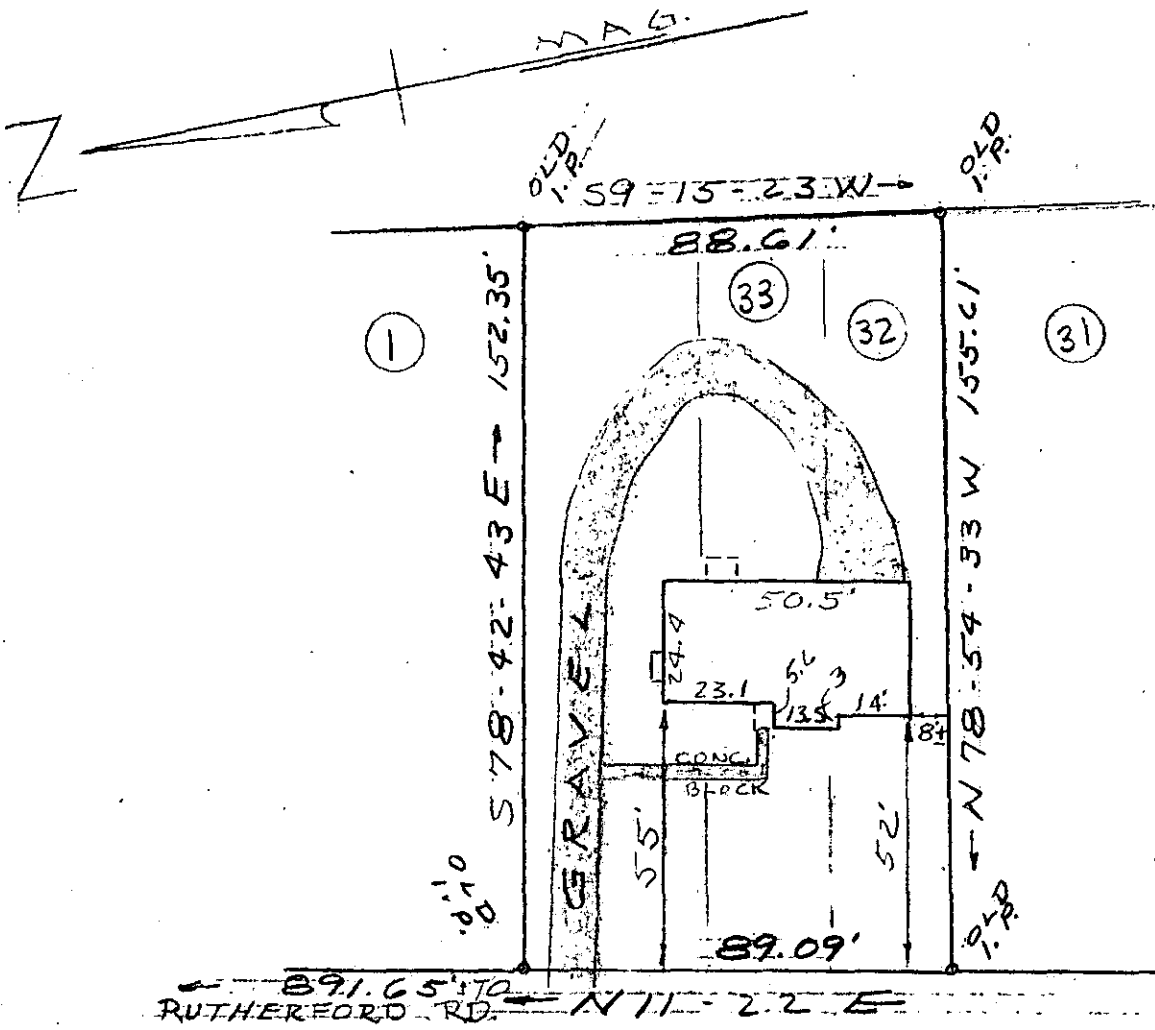 MAG.
Z
OLD
I.P.
OLD
I.P.
S9-15-23 W
88.61'
33
32
1
31
S 78-42-43 E 152.35'
N 78-54-33 W 155.61'
50.5'
24.4
5.6
3
23.1
13.5
14'
8'±
CONC.
BLOCK
GRAVEL
55'
52'
OLD
I.P.
OLD
I.P.
89.09'
891.65' TO
RUTHERFORD RD.
N 11-22 E